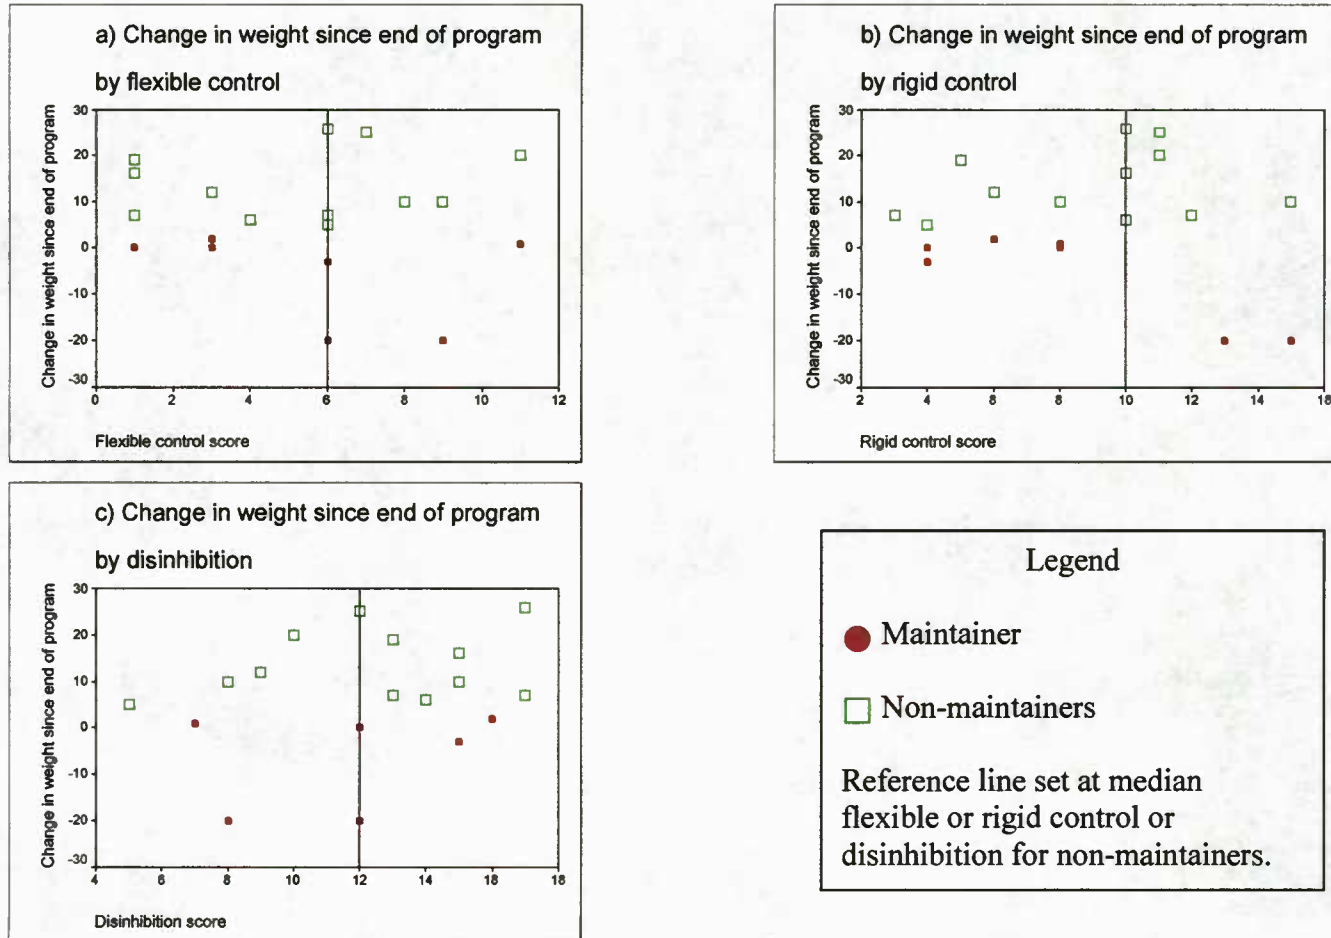 a) Change in weight since end of program
by flexible control
Change in weight since end of program
30
20
10
0
-10
-20
-30
0
2
4
6
8
10
12
Flexible control score
b) Change in weight since end of program
by rigid control
Change in weight since end of program
30
20
10
0
-10
-20
-30
2
4
6
8
10
12
14
16
18
Rigid control score
c) Change in weight since end of program
by disinhibition
Change in weight since end of program
30
20
10
0
-10
-20
-30
4
6
8
10
12
14
16
18
Disinhibition score
Legend
Maintainer
Non-maintainers
Reference line set at median
flexible or rigid control or
disinhibition for non-maintainers.